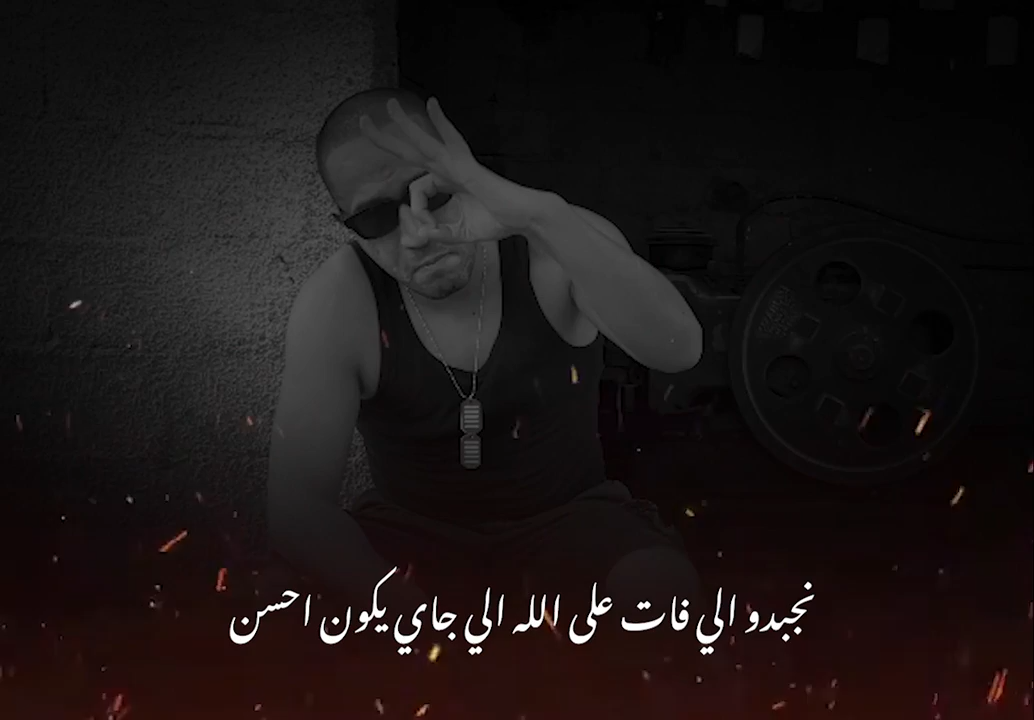 نجبدو الي فات على الله الي جاي يكون احسن